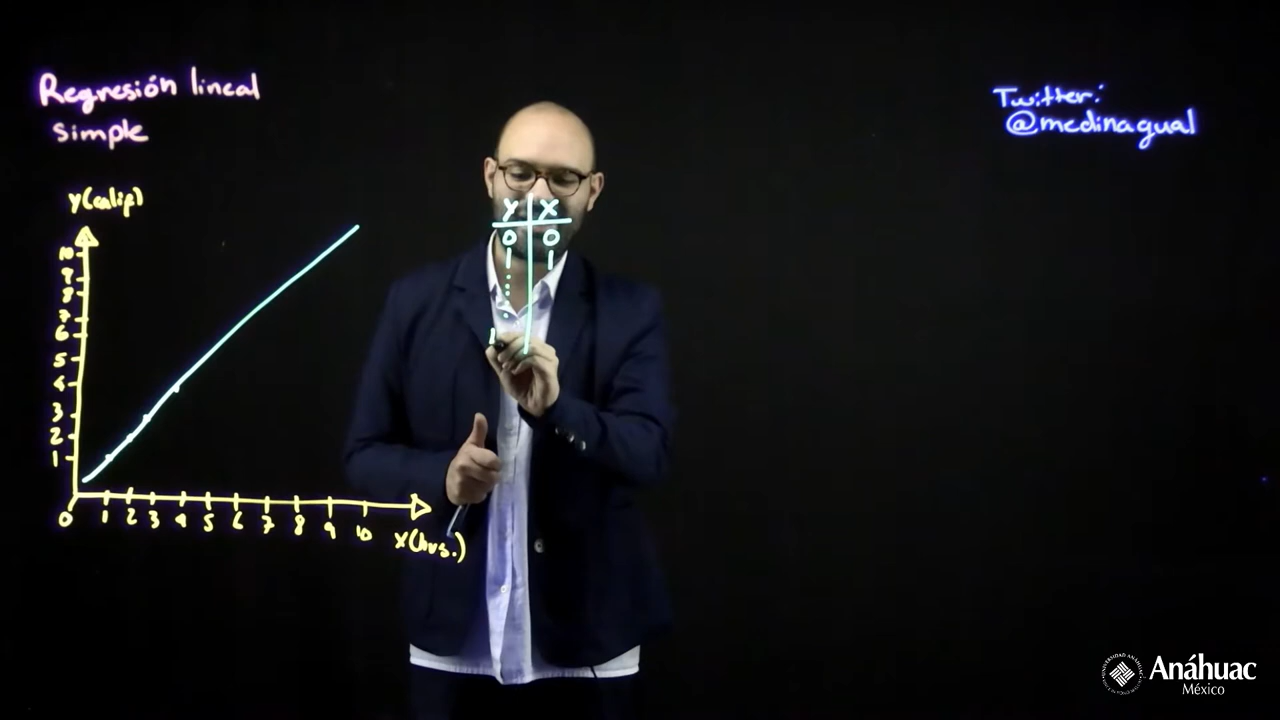 Regresión lineal
simple
Twitter:
@medinagual
y(calif)
10
9
8
7
6
5
4
3
2
1
0 1 2 3 4 5 6 7 8 9 10
x(hrs.)
Y X
0 0
1 1
1
Anáhuac
México